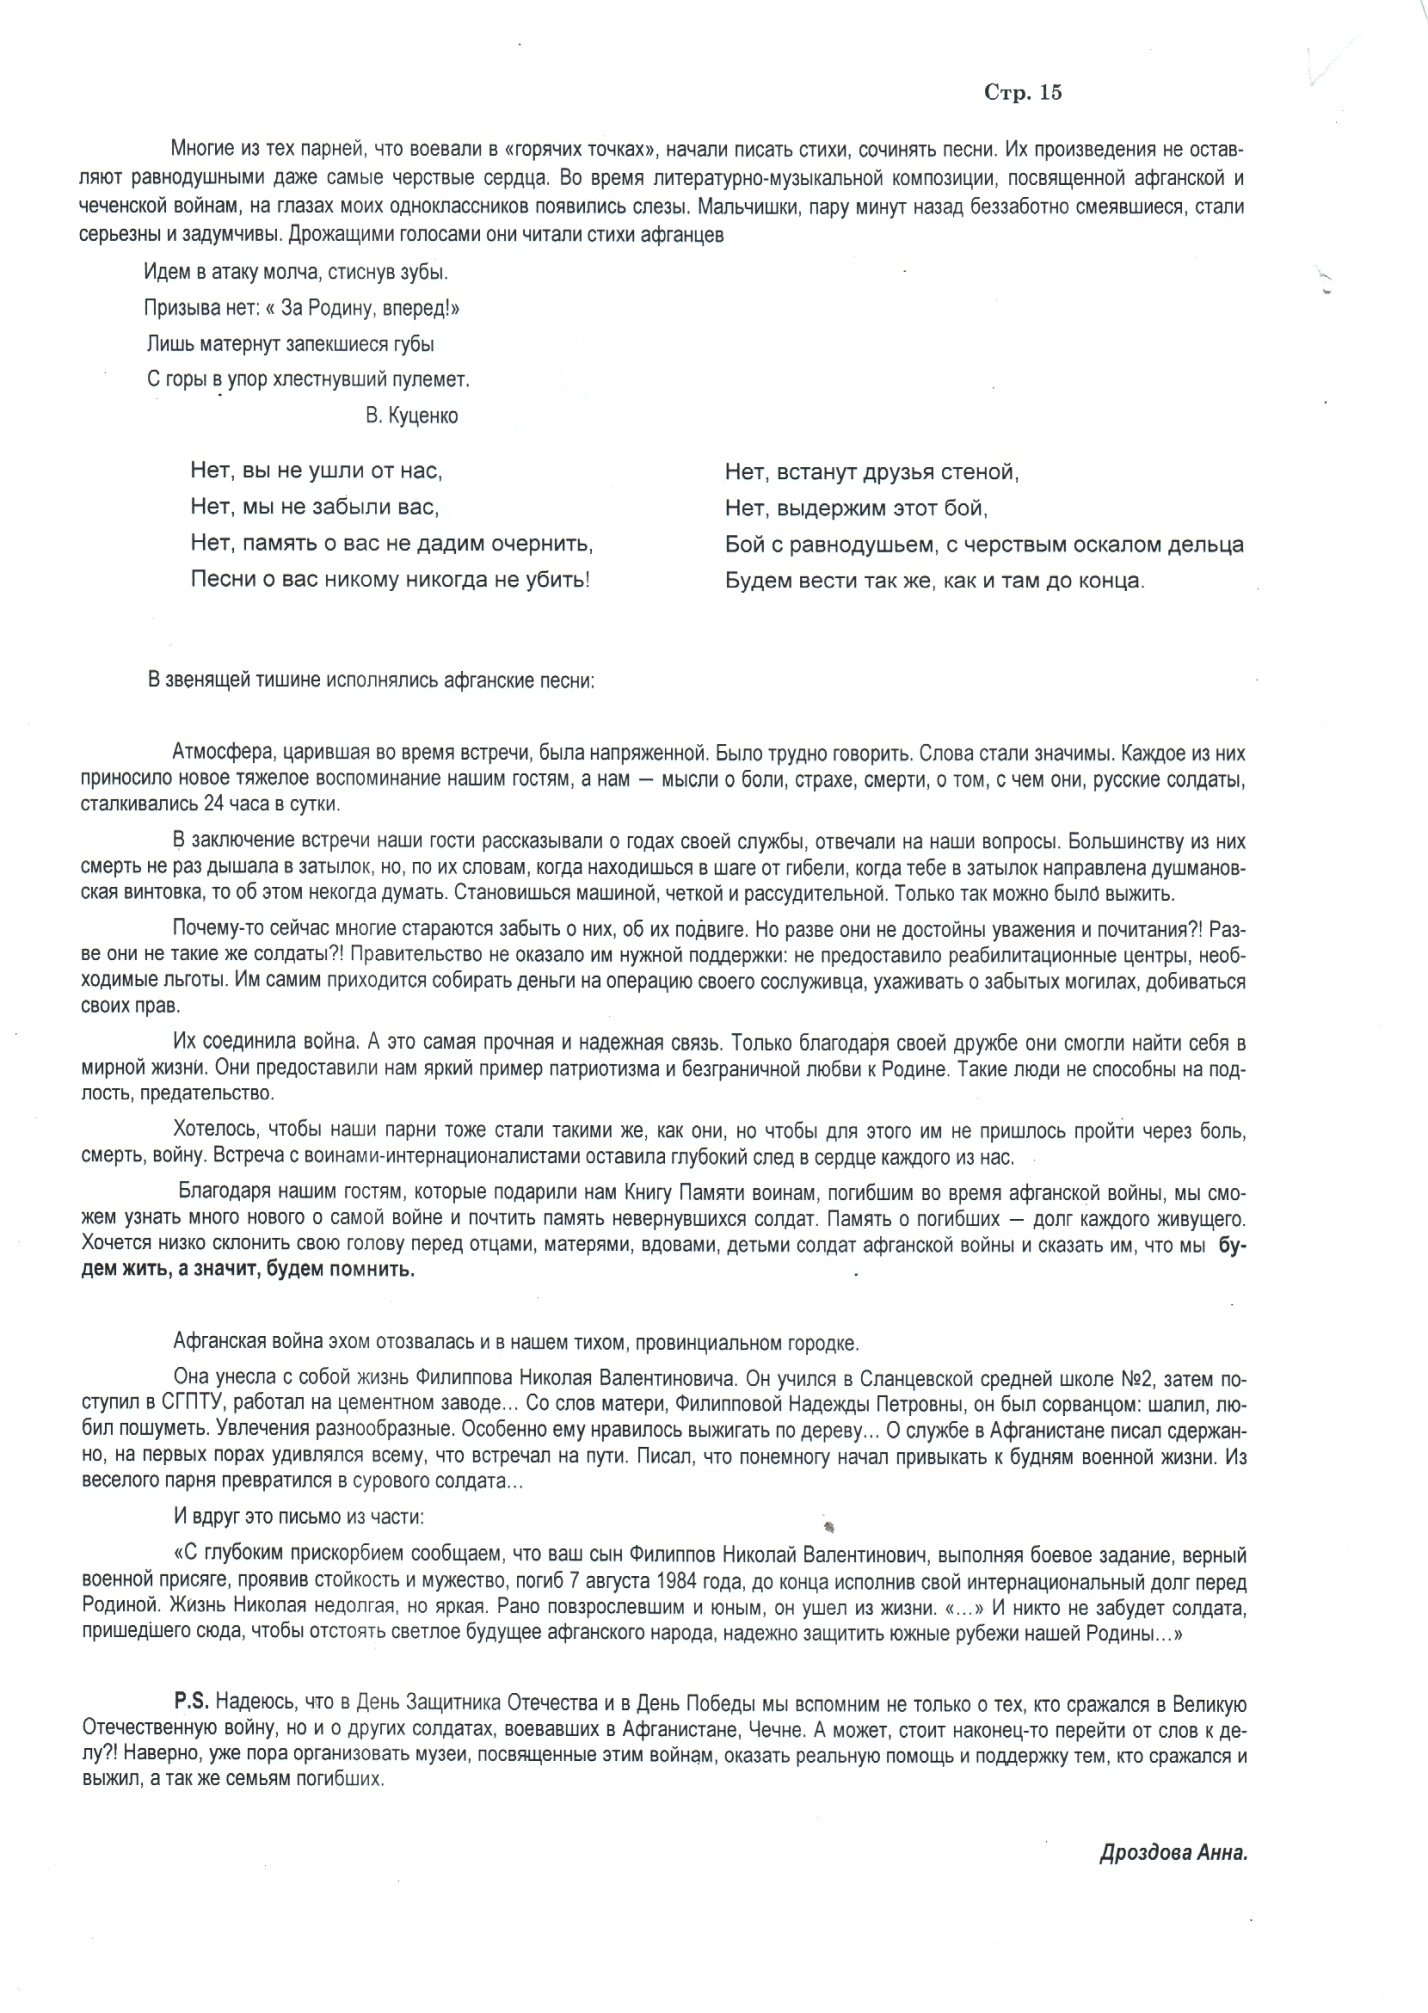 Стр. 15
Многие из тех парней, что воевали в «горячих точках», начали писать стихи, сочинять песни. Их произведения не остав-
ляют равнодушными даже самые черствые сердца. Во время литературно-музыкальной композиции, посвященной афганской и
чеченской войнам, на глазах моих одноклассников появились слезы. Мальчишки, пару минут назад беззаботно смеявшиеся, стали
серьезны и задумчивы. Дрожащими голосами они читали стихи афганцев
Идем в атаку молча, стиснув зубы.
Призыва нет: « За Родину, вперед!»
Лишь матернут запекшиеся губы
С горы в упор хлестнувший пулемет.
В. Куценко
Нет, вы не ушли от нас,
Нет, мы не забыли вас,
Нет, память о вас не дадим очернить,
Песни о вас никому никогда не убить!
Нет, встанут друзья стеной,
Нет, выдержим этот бой,
Бой с равнодушьем, с черствым оскалом дельца
Будем вести так же, как и там до конца.
В звенящей тишине исполнялись афганские песни:
Атмосфера, царившая во время встречи, была напряженной. Было трудно говорить. Слова стали значимы. Каждое из них
приносило новое тяжелое воспоминание нашим гостям, а нам — мысли о боли, страхе, смерти, о том, с чем они, русские солдаты,
сталкивались 24 часа в сутки.
В заключение встречи наши гости рассказывали о годах своей службы, отвечали на наши вопросы. Большинству из них
смерть не раз дышала в затылок, но, по их словам, когда находишься в шаге от гибели, когда тебе в затылок направлена душманов-
ская винтовка, то об этом некогда думать. Становишься машиной, четкой и рассудительной. Только так можно было выжить.
Почему-то сейчас многие стараются забыть о них, об их подвиге. Но разве они не достойны уважения и почитания?! Раз-
ве они не такие же солдаты?! Правительство не оказало им нужной поддержки: не предоставило реабилитационные центры, необ-
ходимые льготы. Им самим приходится собирать деньги на операцию своего сослуживца, ухаживать о забытых могилах, добиваться
своих прав.
Их соединила война. А это самая прочная и надежная связь. Только благодаря своей дружбе они смогли найти себя в
мирной жизни. Они предоставили нам яркий пример патриотизма и безграничной любви к Родине. Такие люди не способны на под-
лость, предательство.
Хотелось, чтобы наши парни тоже стали такими же, как они, но чтобы для этого им не пришлось пройти через боль,
смерть, войну. Встреча с воинами-интернационалистами оставила глубокий след в сердце каждого из нас.
Благодаря нашим гостям, которые подарили нам Книгу Памяти воинам, погибшим во время афганской войны, мы смо-
жем узнать много нового о самой войне и почтить память невернувшихся солдат. Память о погибших — долг каждого живущего.
Хочется низко склонить свою голову перед отцами, матерями, вдовами, детьми солдат афганской войны и сказать им, что мы бу-
дем жить, а значит, будем помнить.
Афганская война эхом отозвалась и в нашем тихом, провинциальном городке.
Она унесла с собой жизнь Филиппова Николая Валентиновича. Он учился в Сланцевской средней школе №2, затем по-
ступил в СГПТУ, работал на цементном заводе... Со слов матери, Филипповой Надежды Петровны, он был сорванцом: шалил, лю-
бил пошуметь. Увлечения разнообразные. Особенно ему нравилось выжигать по дереву... О службе в Афганистане писал сдержан-
но, на первых порах удивлялся всему, что встречал на пути. Писал, что понемногу начал привыкать к будням военной жизни. Из
веселого парня превратился в сурового солдата...
И вдруг это письмо из части:
«С глубоким прискорбием сообщаем, что ваш сын Филиппов Николай Валентинович, выполняя боевое задание, верный
военной присяге, проявив стойкость и мужество, погиб 7 августа 1984 года, до конца исполнив свой интернациональный долг перед
Родиной. Жизнь Николая недолгая, но яркая. Рано повзрослевшим и юным, он ушел из жизни. «...» И никто не забудет солдата,
пришедшего сюда, чтобы отстоять светлое будущее афганского народа, надежно защитить южные рубежи нашей Родины...»
P.S. Надеюсь, что в День Защитника Отечества и в День Победы мы вспомним не только о тех, кто сражался в Великую
Отечественную войну, но и о других солдатах, воевавших в Афганистане, Чечне. А может, стоит наконец-то перейти от слов к де-
лу?! Наверно, уже пора организовать музеи, посвященные этим войнам, оказать реальную помощь и поддержку тем, кто сражался и
выжил, а так же семьям погибших.
Дроздова Анна.